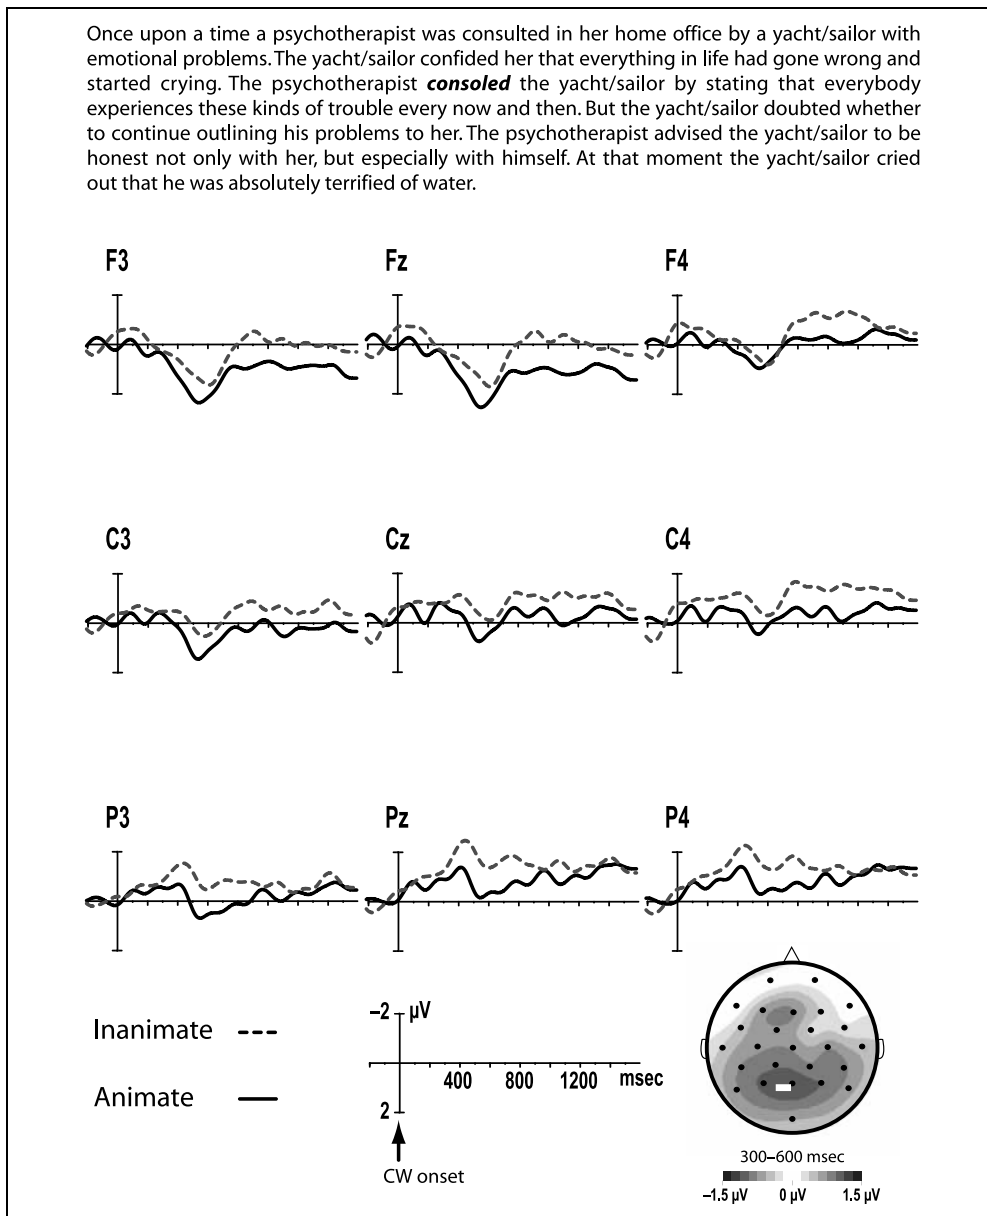 Once upon a time a psychotherapist was consulted in her home office by a yacht/sailor with
emotional problems. The yacht/sailor confided her that everything in life had gone wrong and
started crying. The psychotherapist consoled the yacht/sailor by stating that everybody
experiences these kinds of trouble every now and then. But the yacht/sailor doubted whether
to continue outlining his problems to her. The psychotherapist advised the yacht/sailor to be
honest not only with her, but especially with himself. At that moment the yacht/sailor cried
out that he was absolutely terrified of water.
F3 Fz F4
C3 Cz C4
P3 Pz P4
–2 µV
Inanimate
400 800 1200 msec
Animate
2
CW onset
300–600 msec
–1.5 µV 0 µV 1.5 µV